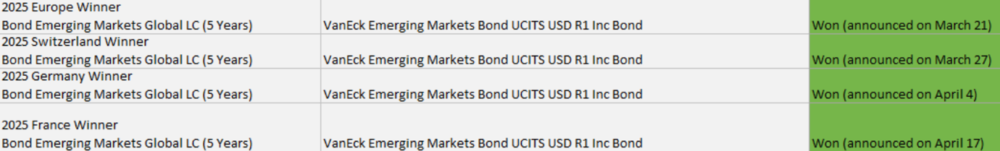 2025 Europe Winner
Bond Emerging Markets Global LC (5 Years) VanEck Emerging Markets Bond UCITS USD R1 Inc Bond Won (announced on March 21)
2025 Switzerland Winner
Bond Emerging Markets Global LC (5 Years) VanEck Emerging Markets Bond UCITS USD R1 Inc Bond Won (announced on March 27)
2025 Germany Winner
Bond Emerging Markets Global LC (5 Years) VanEck Emerging Markets Bond UCITS USD R1 Inc Bond Won (announced on April 4)
2025 France Winner
Bond Emerging Markets Global LC (5 Years) VanEck Emerging Markets Bond UCITS USD R1 Inc Bond Won (announced on April 17)